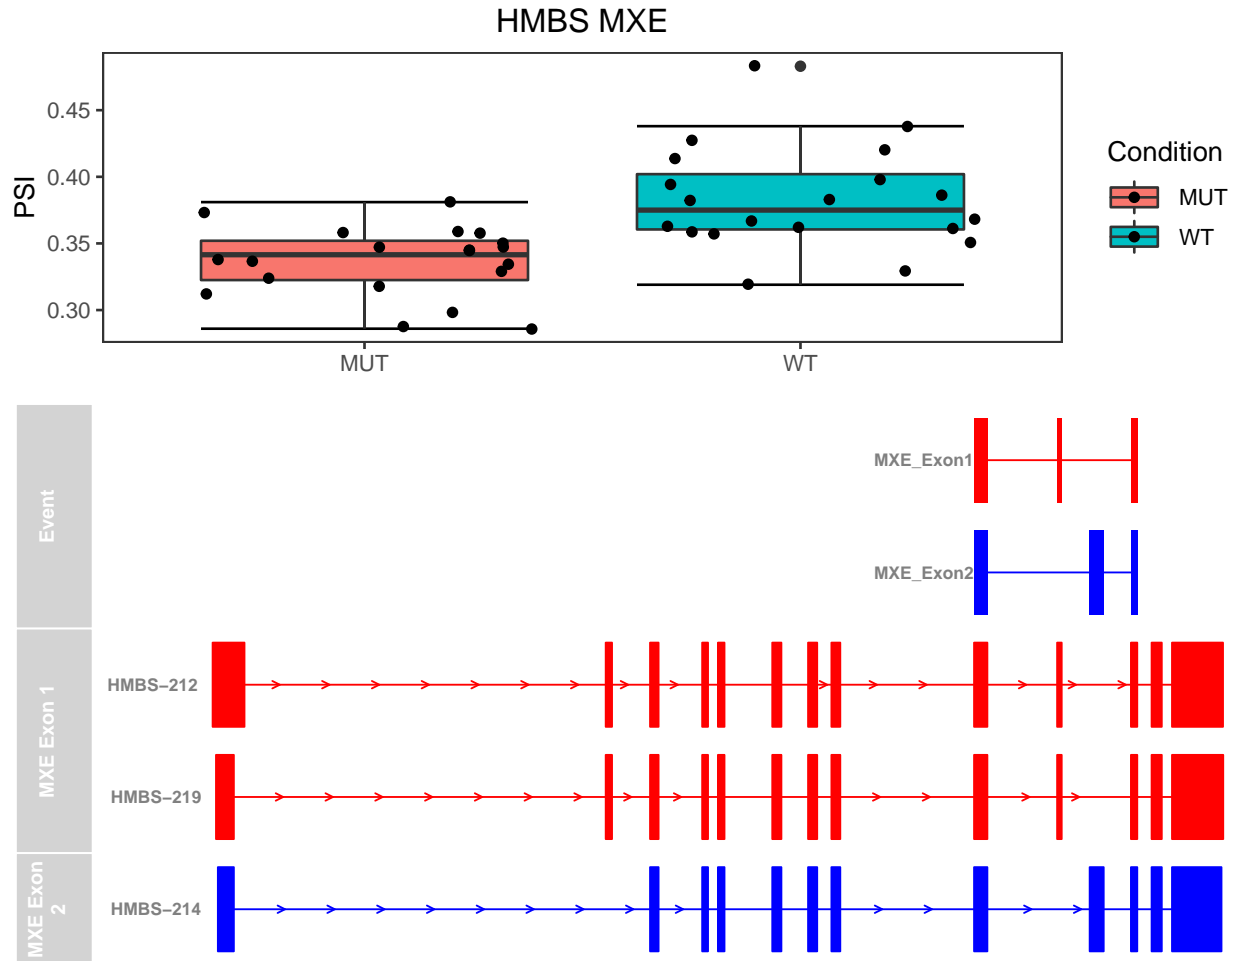 HMBS MXE
PSI
0.45
0.40
0.35
0.30
MUT
WT
Condition
MUT
WT
Event
MXE_Exon1
MXE_Exon2
MXE Exon 1
HMBS−212
HMBS−219
MXE Exon
2
HMBS−214